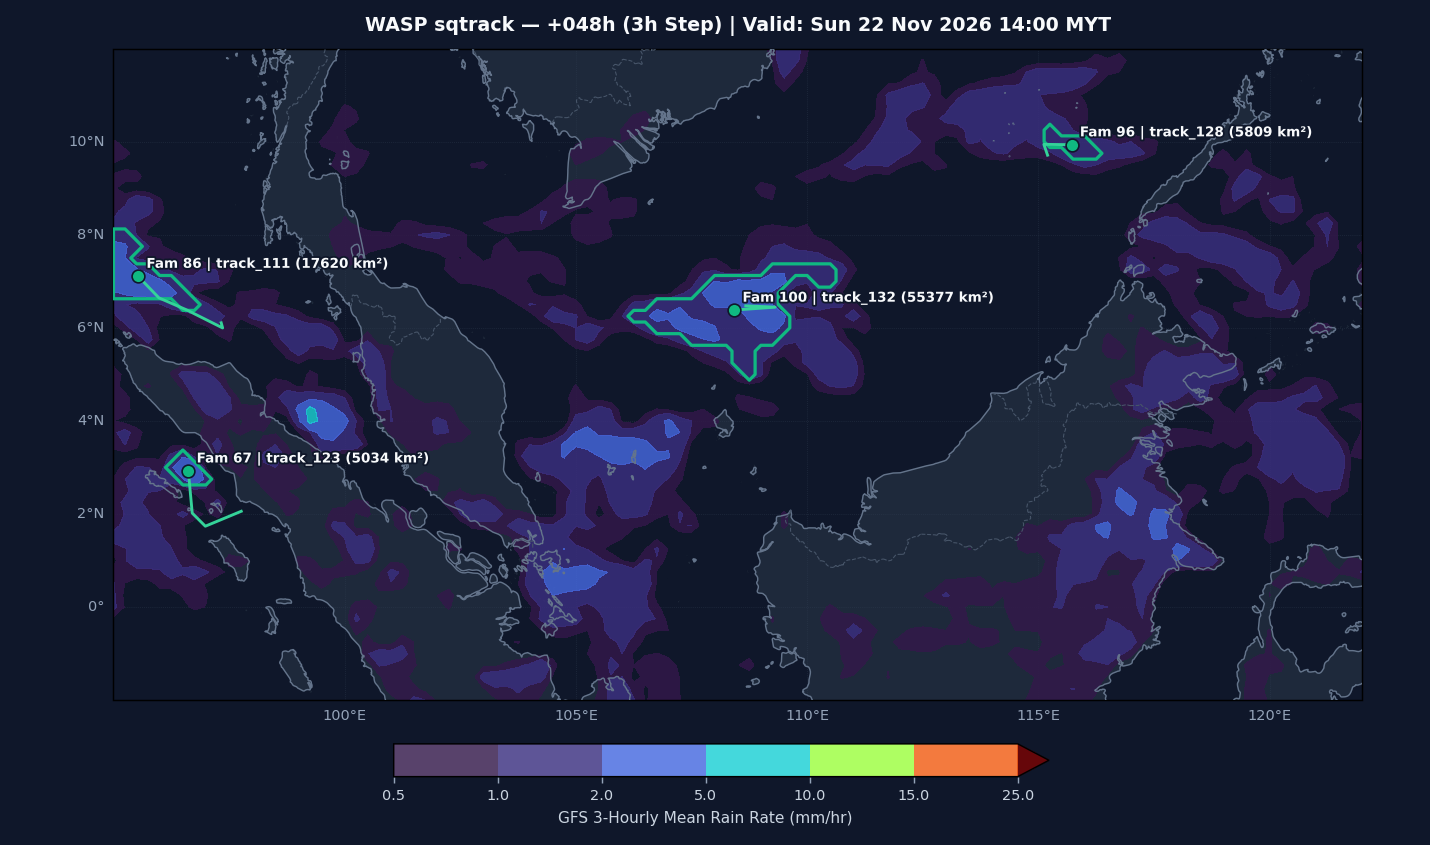 WASP sqtrack — +048h (3h Step) | Valid: Sun 22 Nov 2026 14:00 MYT
10°N
8°N
6°N
4°N
2°N
0°
Fam 96 | track_128 (5809 km²)
Fam 86 | track_111 (17620 km²)
Fam 100 | track_132 (55377 km²)
Fam 67 | track_123 (5034 km²)
100°E
105°E
110°E
115°E
120°E
0.5
1.0
2.0
5.0
10.0
15.0
25.0
GFS 3-Hourly Mean Rain Rate (mm/hr)